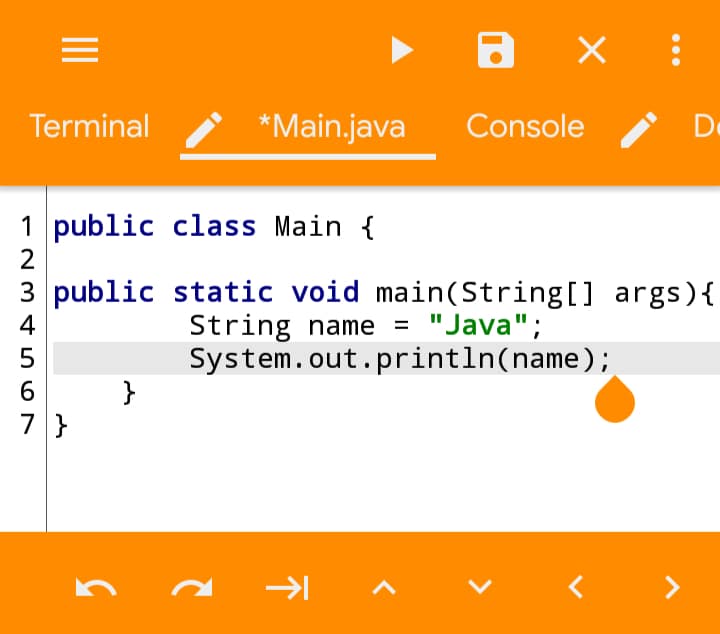 Terminal *Main.java Console De
1 public class Main {
2
3 public static void main(String[] args){
4 String name = "Java";
5 System.out.println(name);
6 }
7 }